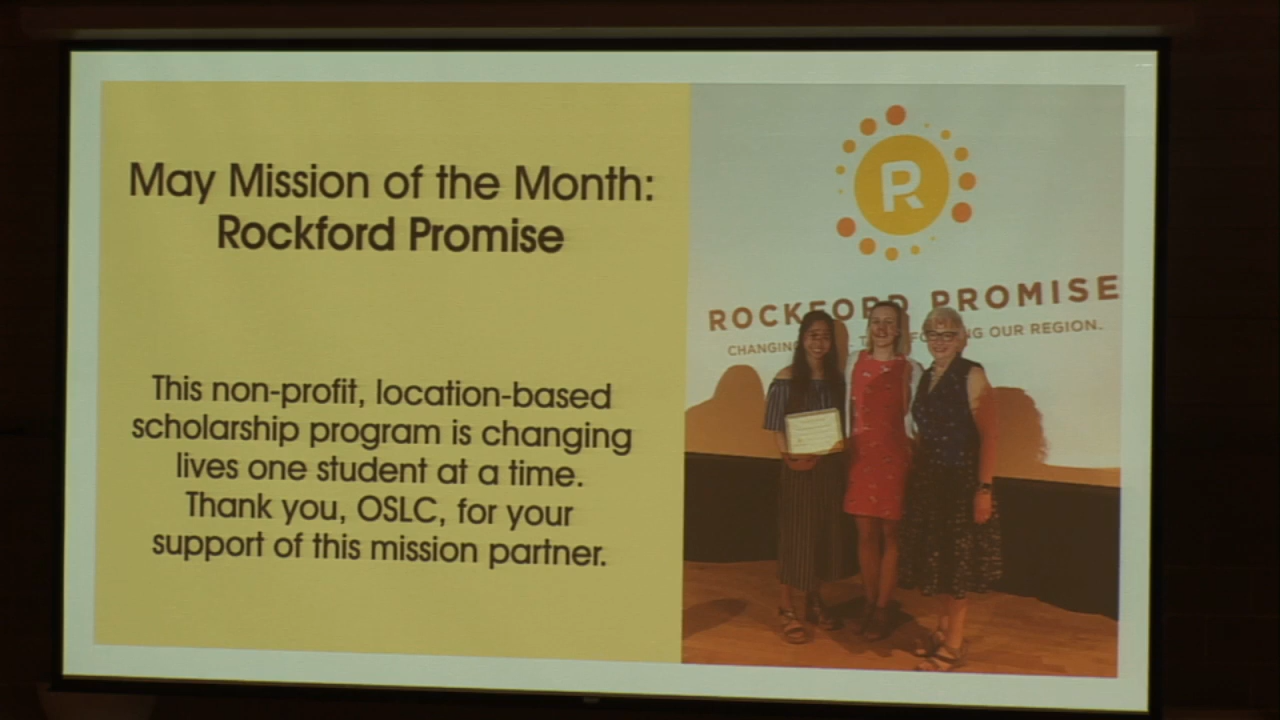 May Mission of the Month:
Rockford Promise
This non-profit, location-based
scholarship program is changing
lives one student at a time.
Thank you, OSLC, for your
support of this mission partner.
R
ROCKFORD PROMISE
CHANGING OUR REGION.